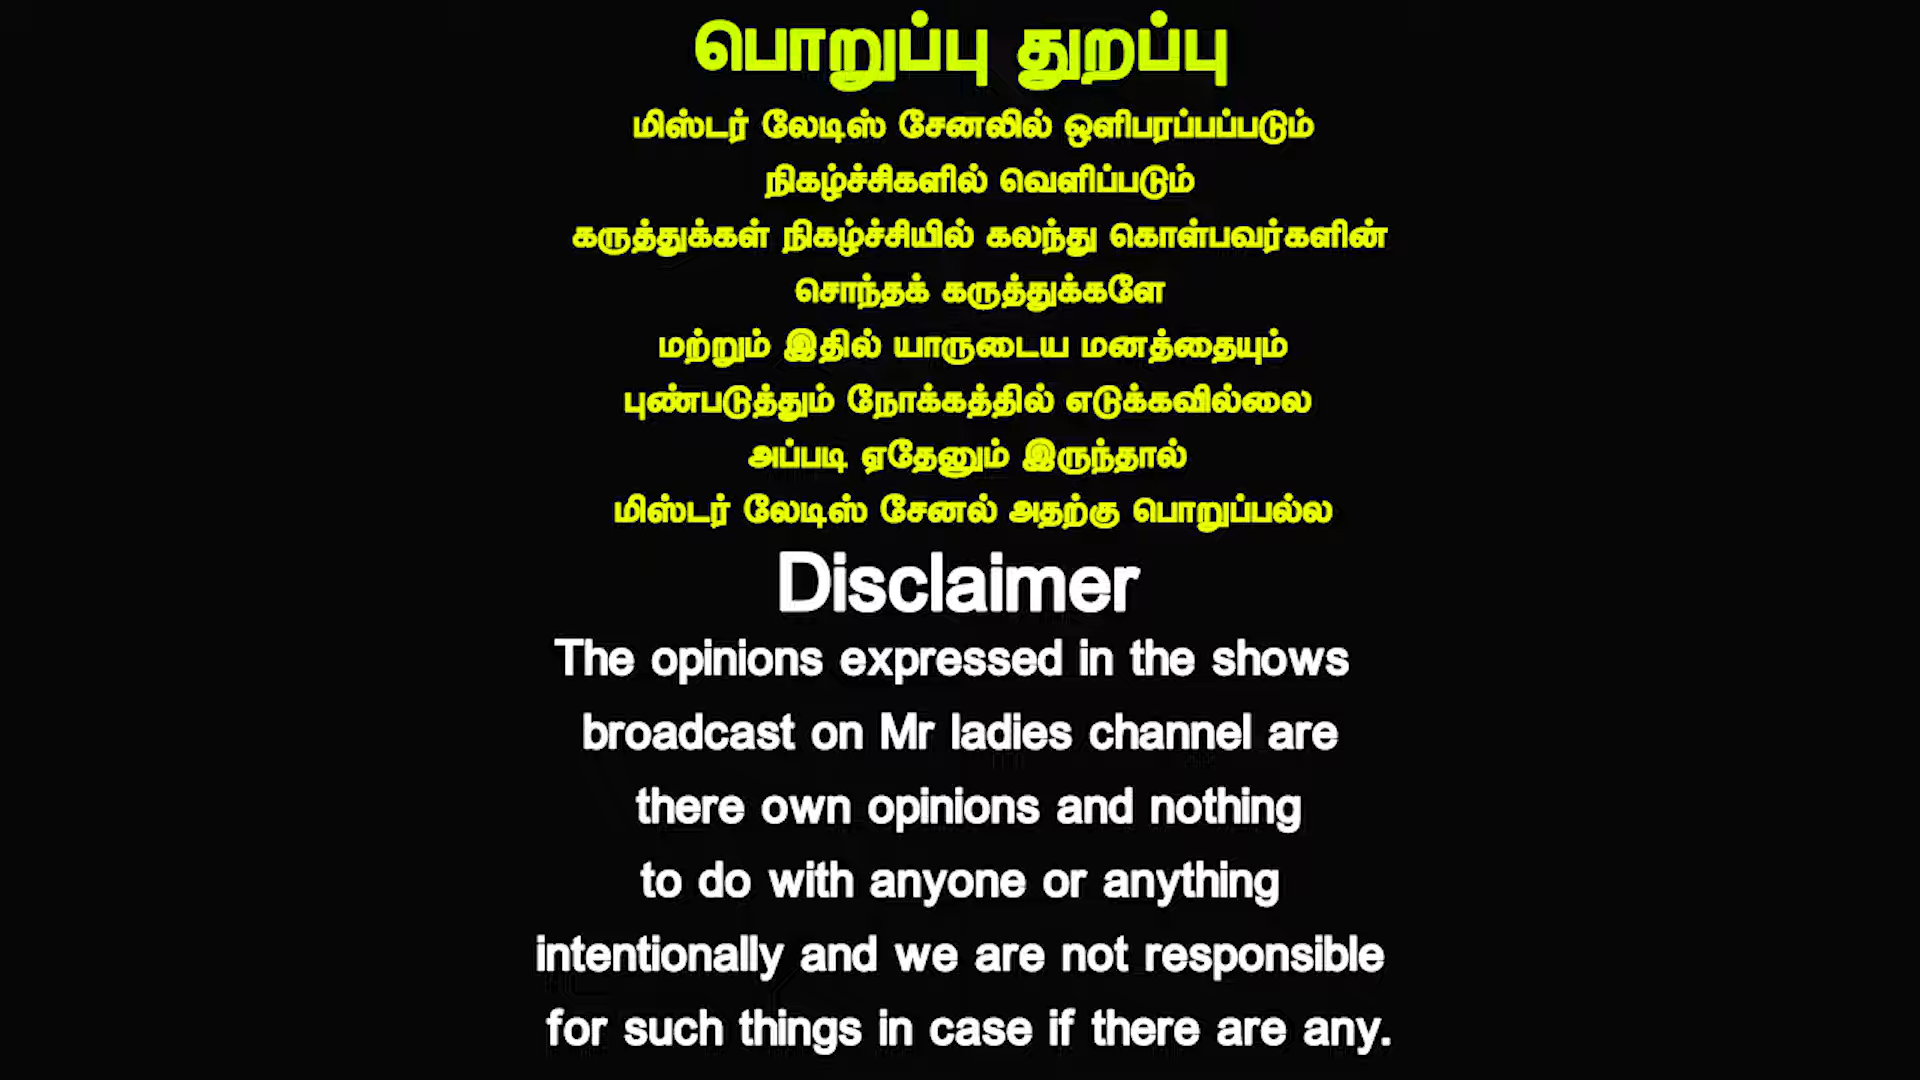 பொறுப்பு துறப்பு
மிஸ்டர் லேடிஸ் சேனலில் ஒளிபரப்பப்படும்
நிகழ்ச்சிகளில் வெளிப்படும்
கருத்துக்கள் நிகழ்ச்சியில் கலந்து கொள்பவர்களின்
சொந்தக் கருத்துக்களே
மற்றும் இதில் யாருடைய மனத்தையும்
புண்படுத்தும் நோக்கத்தில் எடுக்கவில்லை
அப்படி ஏதேனும் இருந்தால்
மிஸ்டர் லேடிஸ் சேனல் அதற்கு பொறுப்பல்ல
Disclaimer
The opinions expressed in the shows
broadcast on Mr ladies channel are
there own opinions and nothing
to do with anyone or anything
intentionally and we are not responsible
for such things in case if there are any.